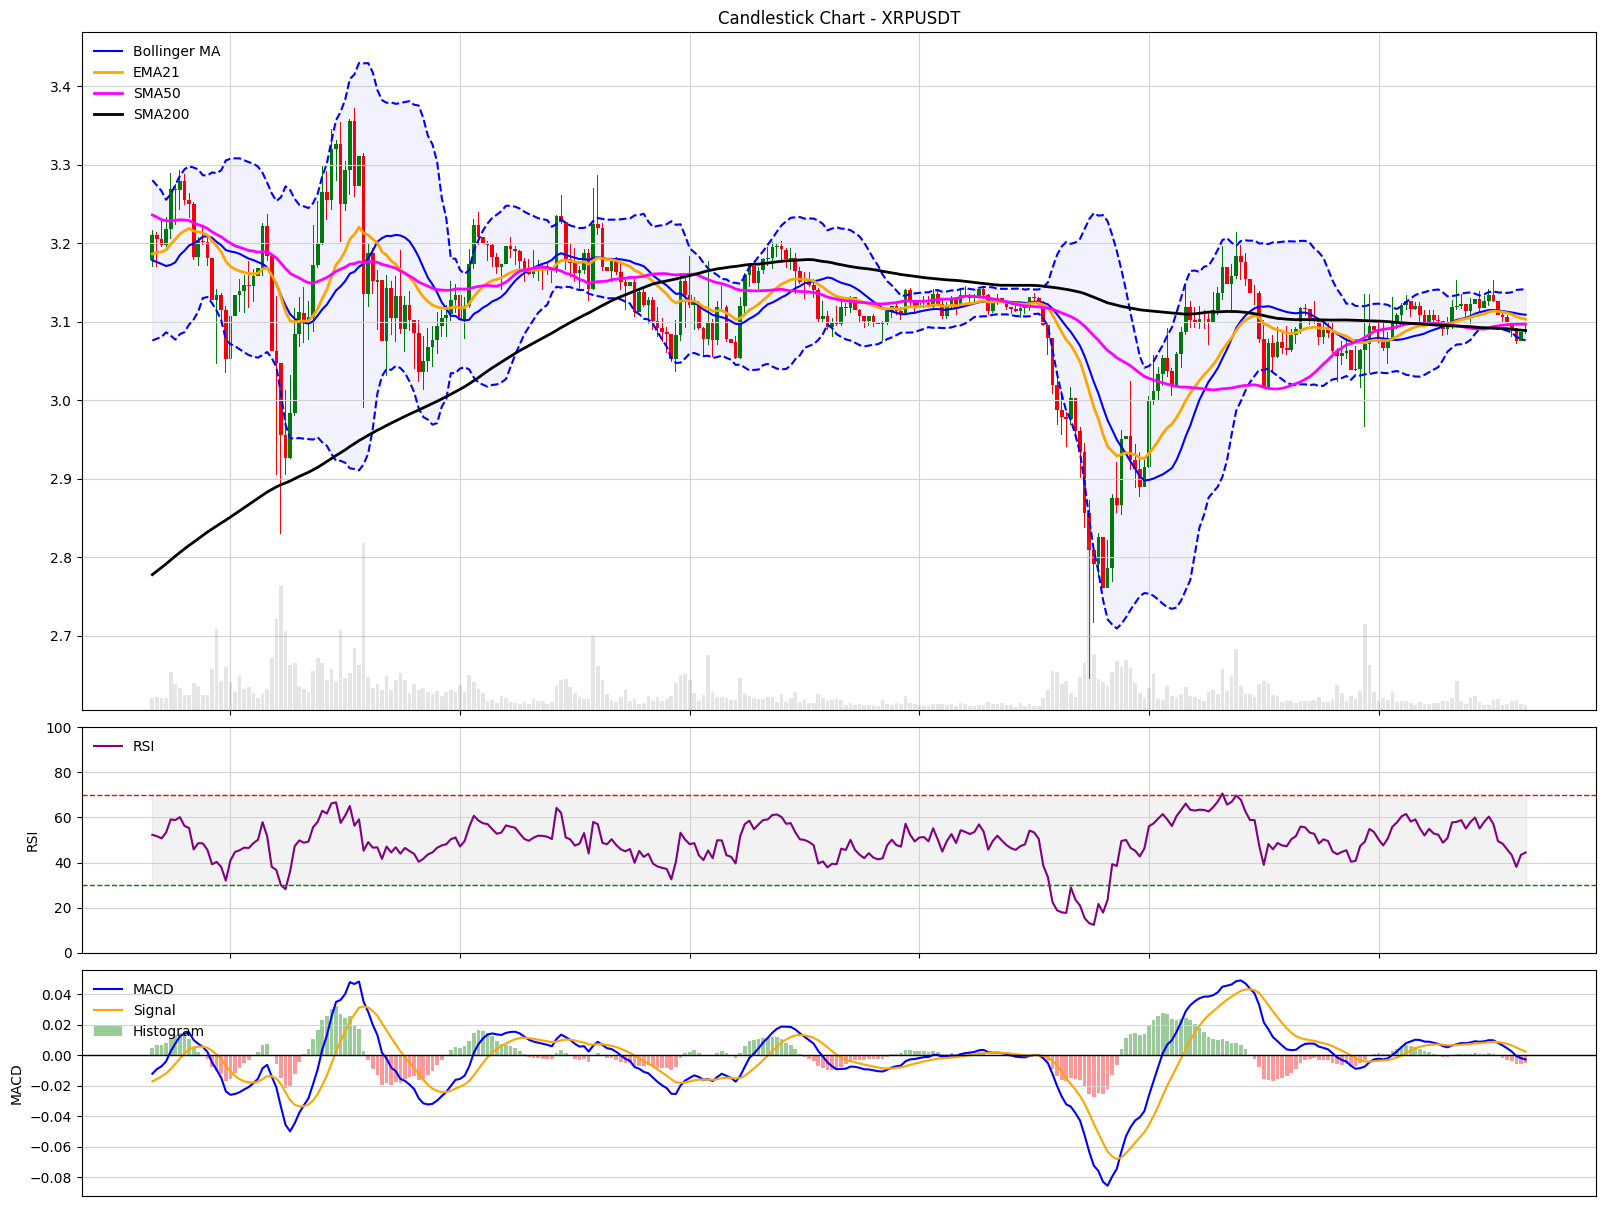 Candlestick Chart - XRPUSDT
Bollinger MA
EMA21
SMA50
SMA200
3.4
3.3
3.2
3.1
3.0
2.9
2.8
2.7
100
80
60
40
20
0
RSI
RSI
0.04
0.02
0.00
−0.02
−0.04
−0.06
−0.08
MACD
MACD
Signal
Histogram